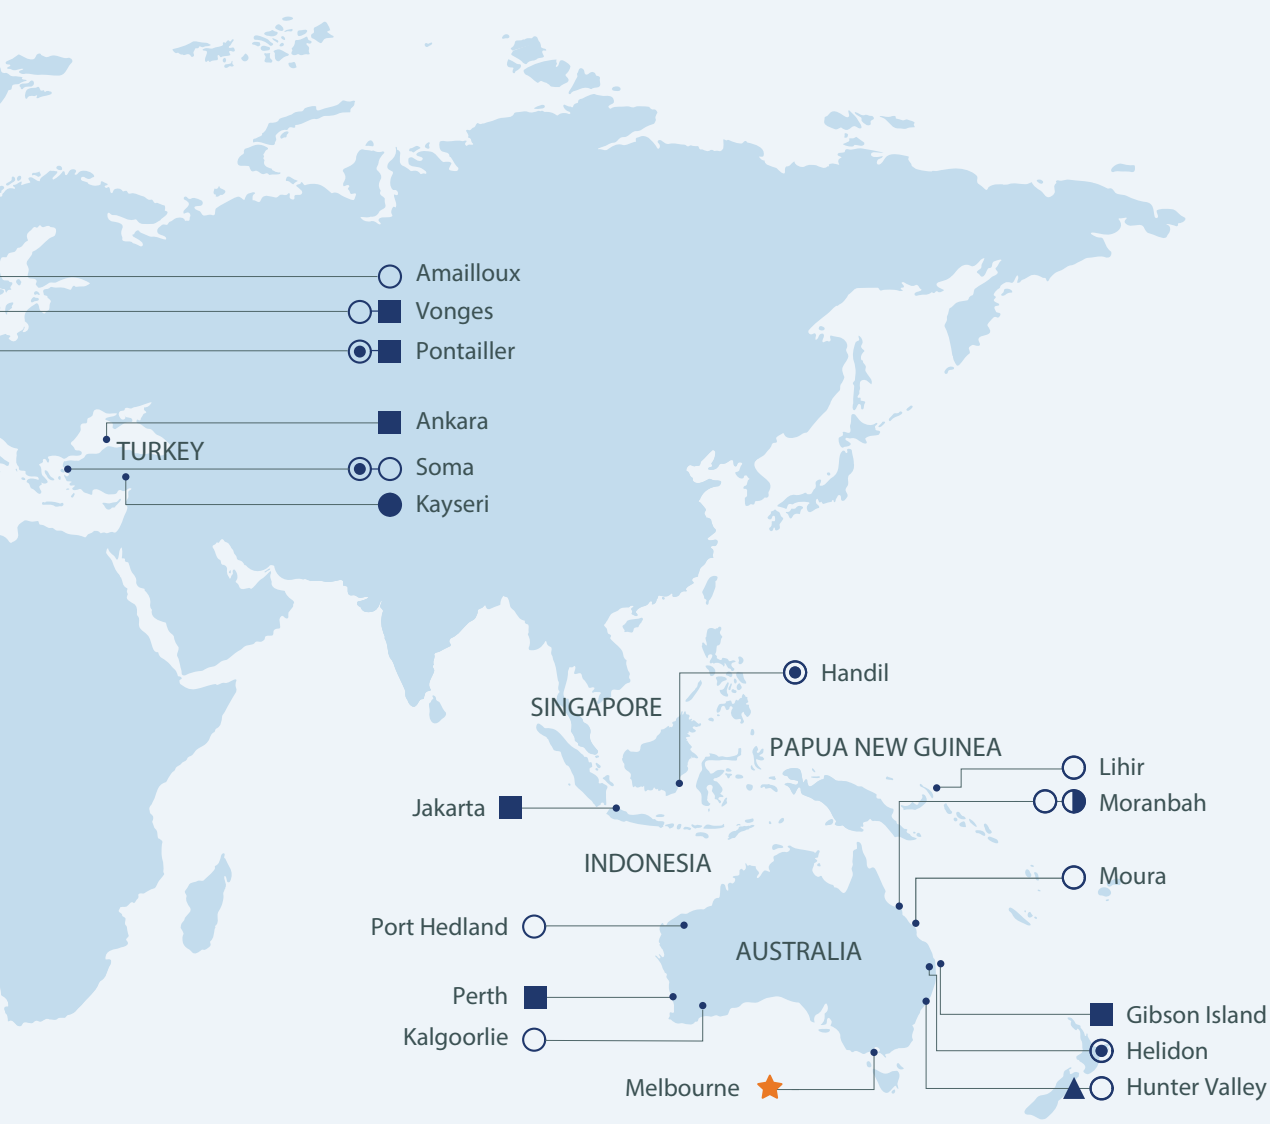 Amailloux
Vonges
Pontailler
Ankara
TURKEY
Soma
Kayseri
Handil
SINGAPORE
PAPUA NEW GUINEA
Lihir
Moranbah
Jakarta
INDONESIA
Moura
Port Hedland
AUSTRALIA
Perth
Gibson Island
Kalgoorlie
Helidon
Melbourne
Hunter Valley